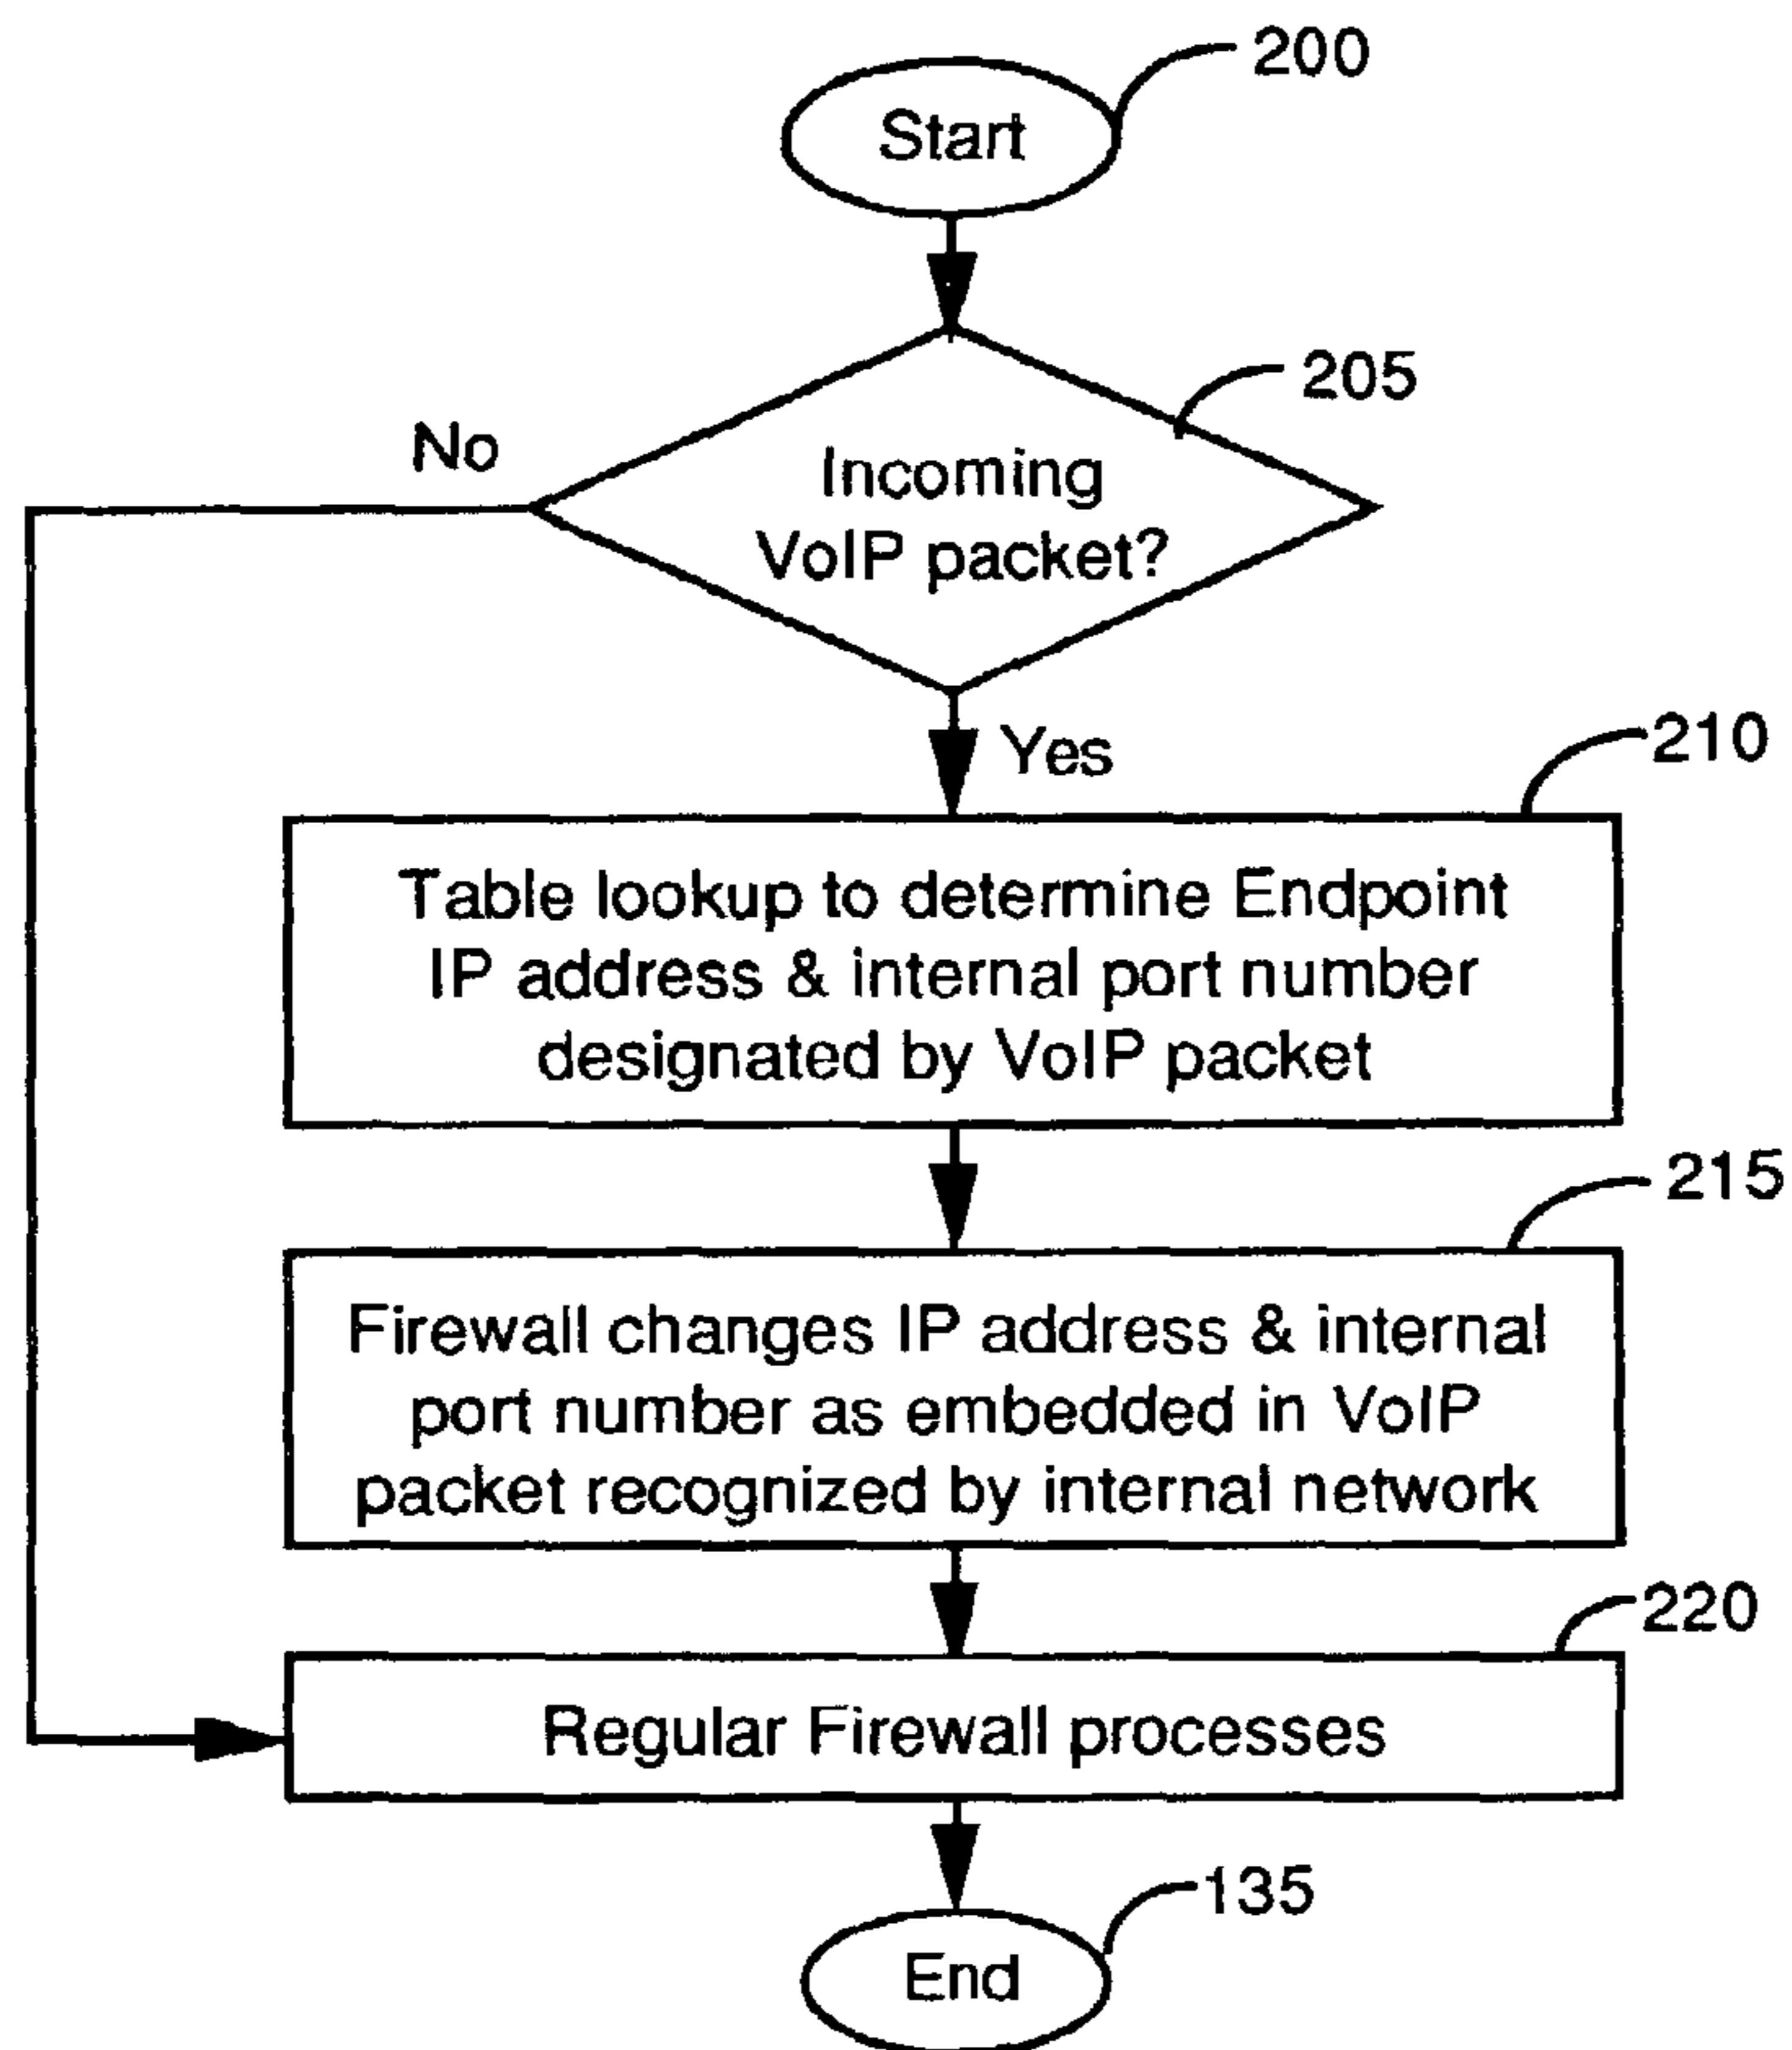 200
Start
205
No
Incoming
VoIP packet?
Yes
210
Table lookup to determine Endpoint
IP address & internal port number
designated by VoIP packet
215
Firewall changes IP address & internal
port number as embedded in VoIP
packet recognized by internal network
220
Regular Firewall processes
135
End